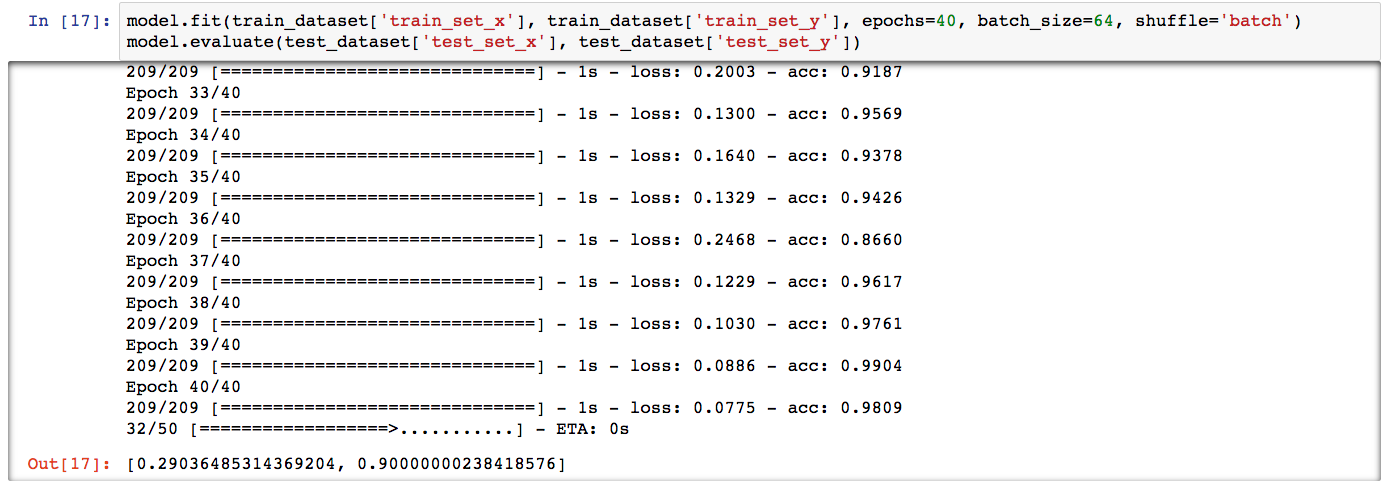 In [17]: model.fit(train_dataset['train_set_x'], train_dataset['train_set_y'], epochs=40, batch_size=64, shuffle='batch')
model.evaluate(test_dataset['test_set_x'], test_dataset['test_set_y'])
209/209 [==============================] - 1s - loss: 0.2003 - acc: 0.9187
Epoch 33/40
209/209 [==============================] - 1s - loss: 0.1300 - acc: 0.9569
Epoch 34/40
209/209 [==============================] - 1s - loss: 0.1640 - acc: 0.9378
Epoch 35/40
209/209 [==============================] - 1s - loss: 0.1329 - acc: 0.9426
Epoch 36/40
209/209 [==============================] - 1s - loss: 0.2468 - acc: 0.8660
Epoch 37/40
209/209 [==============================] - 1s - loss: 0.1229 - acc: 0.9617
Epoch 38/40
209/209 [==============================] - 1s - loss: 0.1030 - acc: 0.9761
Epoch 39/40
209/209 [==============================] - 1s - loss: 0.0886 - acc: 0.9904
Epoch 40/40
209/209 [==============================] - 1s - loss: 0.0775 - acc: 0.9809
32/50 [==================>...........] - ETA: 0s
Out[17]: [0.29036485314369204, 0.90000000238418576]